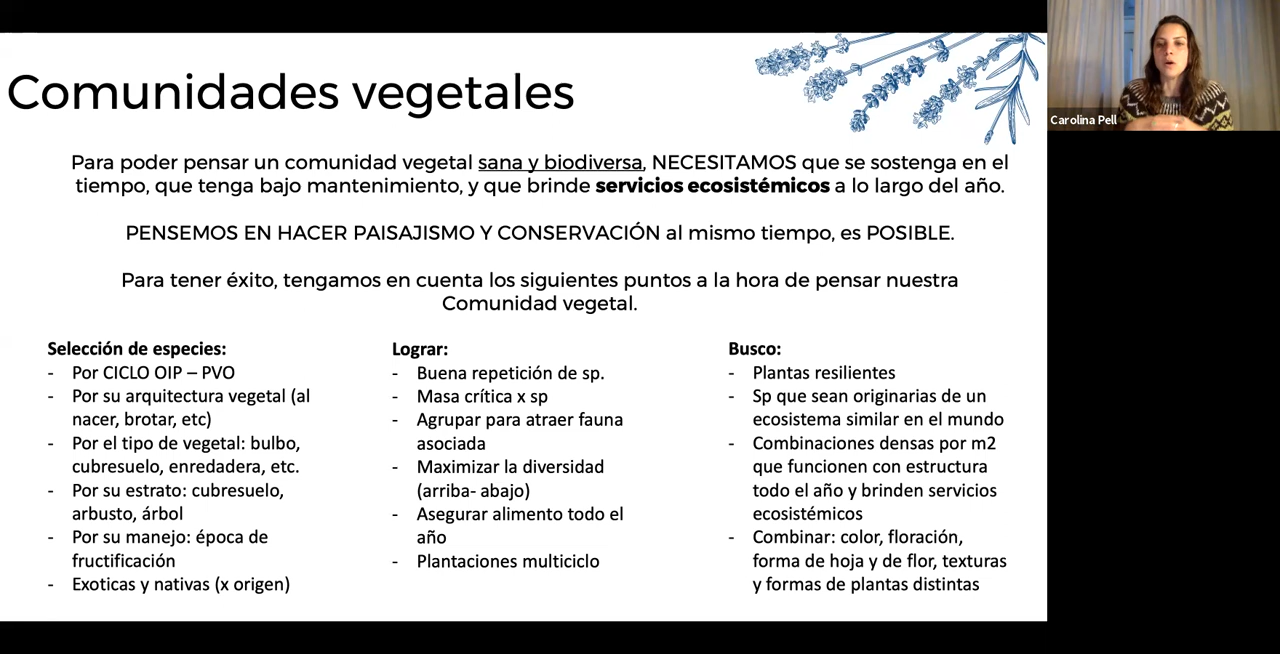 Comunidades vegetales
Para poder pensar un comunidad vegetal sana y biodiversa, NECESITAMOS que se sostenga en el
tiempo, que tenga bajo mantenimiento, y que brinde servicios ecosistémicos a lo largo del año.
PENSEMOS EN HACER PAISAJISMO Y CONSERVACIÓN al mismo tiempo, es POSIBLE.
Para tener éxito, tengamos en cuenta los siguientes puntos a la hora de pensar nuestra
Comunidad vegetal.
Selección de especies:
- Por CICLO OIP – PVO
- Por su arquitectura vegetal (al
nacer, brotar, etc)
- Por el tipo de vegetal: bulbo,
cubresuelo, enredadera, etc.
- Por su estrato: cubresuelo,
arbusto, árbol
- Por su manejo: época de
fructificación
- Exoticas y nativas (x origen)
Lograr:
- Buena repetición de sp.
- Masa crítica x sp
- Agrupar para atraer fauna
asociada
- Maximizar la diversidad
(arriba- abajo)
- Asegurar alimento todo el
año
- Plantaciones multiciclo
Busco:
- Plantas resilientes
- Sp que sean originarias de un
ecosistema similar en el mundo
- Combinaciones densas por m2
que funcionen con estructura
todo el año y brinden servicios
ecosistémicos
- Combinar: color, floración,
forma de hoja y de flor, texturas
y formas de plantas distintas
Carolina Pell